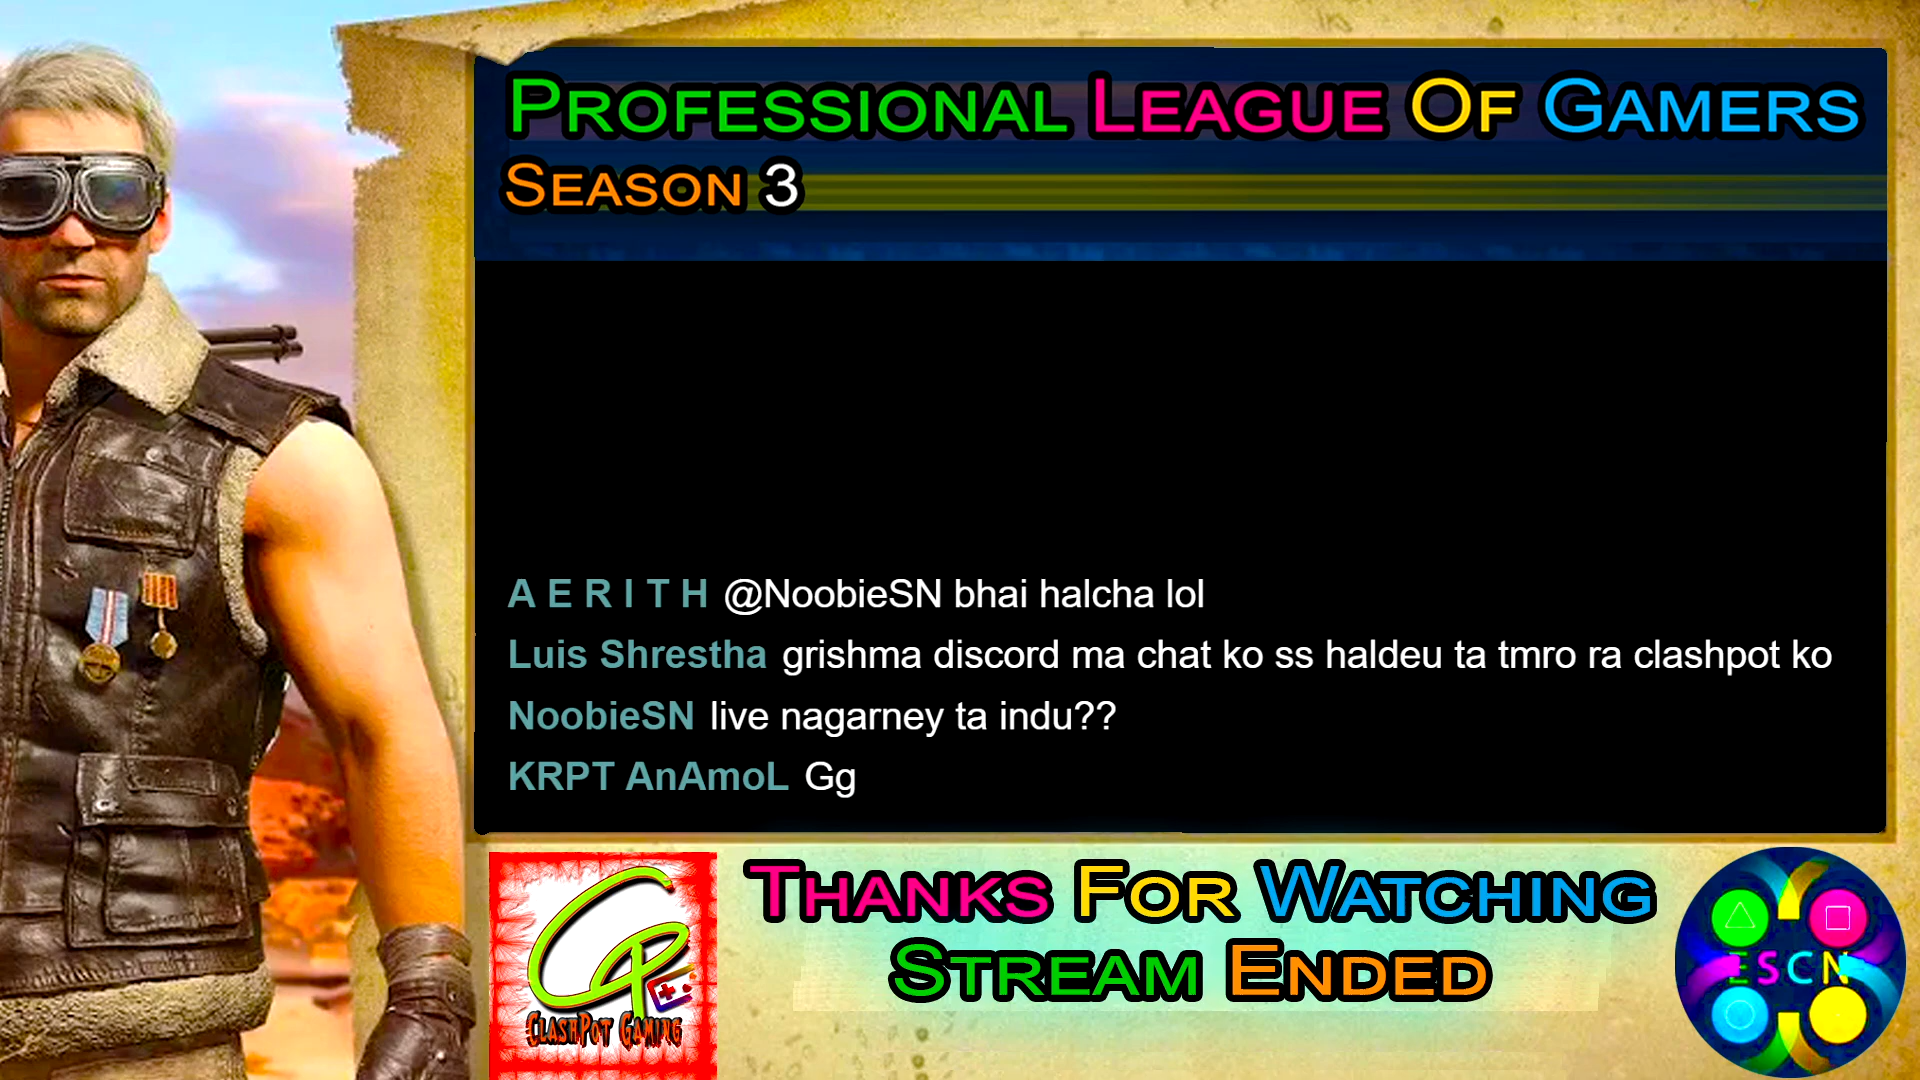 PROFESSIONAL LEAGUE OF GAMERS
SEASON 3
A E R I T H @NoobieSN bhai halcha lol
Luis Shrestha grishma discord ma chat ko ss haldeu ta tmro ra clashpot ko
NoobieSN live nagarney ta indu??
KRPT AnAmoL Gg
THANKS FOR WATCHING
STREAM ENDED
CP
CLASHPOT GAMING
ESCN